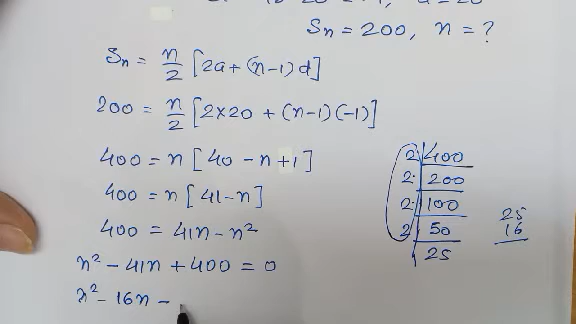 Sn = 200, n = ?
Sn = n/2 [2a + (n-1) d]
200 = n/2 [2×20 + (n-1) (-1)]
400 = n [40 - n + 1]
400 = n [41 - n]
400 = 41n - n²
n² - 41n + 400 = 0
n² - 16n -
2 400
2 200
2 100
2 50
25
25
16